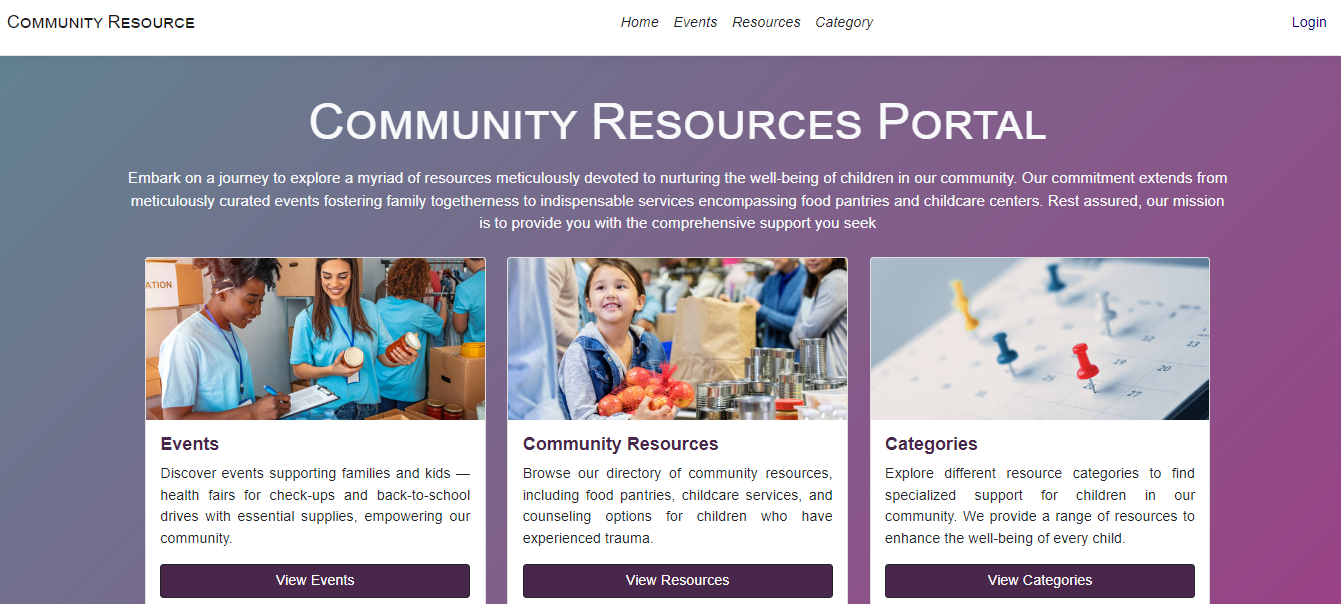 Community Resource
Home Events Resources Category
Login
Community Resources Portal
Embark on a journey to explore a myriad of resources meticulously devoted to nurturing the well-being of children in our community. Our commitment extends from
meticulously curated events fostering family togetherness to indispensable services encompassing food pantries and childcare centers. Rest assured, our mission
is to provide you with the comprehensive support you seek
ATION
12
13
19
20
25
27
Events
Discover events supporting families and kids —
health fairs for check-ups and back-to-school
drives with essential supplies, empowering our
community.
View Events
Community Resources
Browse our directory of community resources,
including food pantries, childcare services, and
counseling options for children who have
experienced trauma.
View Resources
Categories
Explore different resource categories to find
specialized support for children in our
community. We provide a range of resources to
enhance the well-being of every child.
View Categories